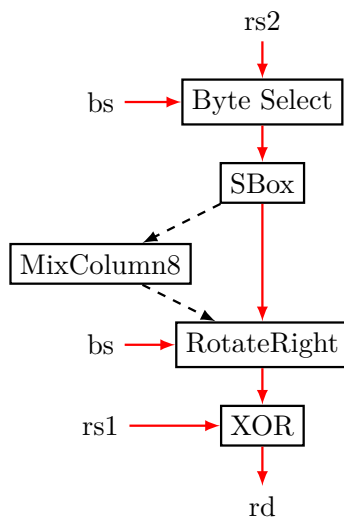 rs2
bs
Byte Select
SBox
MixColumn8
bs
RotateRight
rs1
XOR
rd